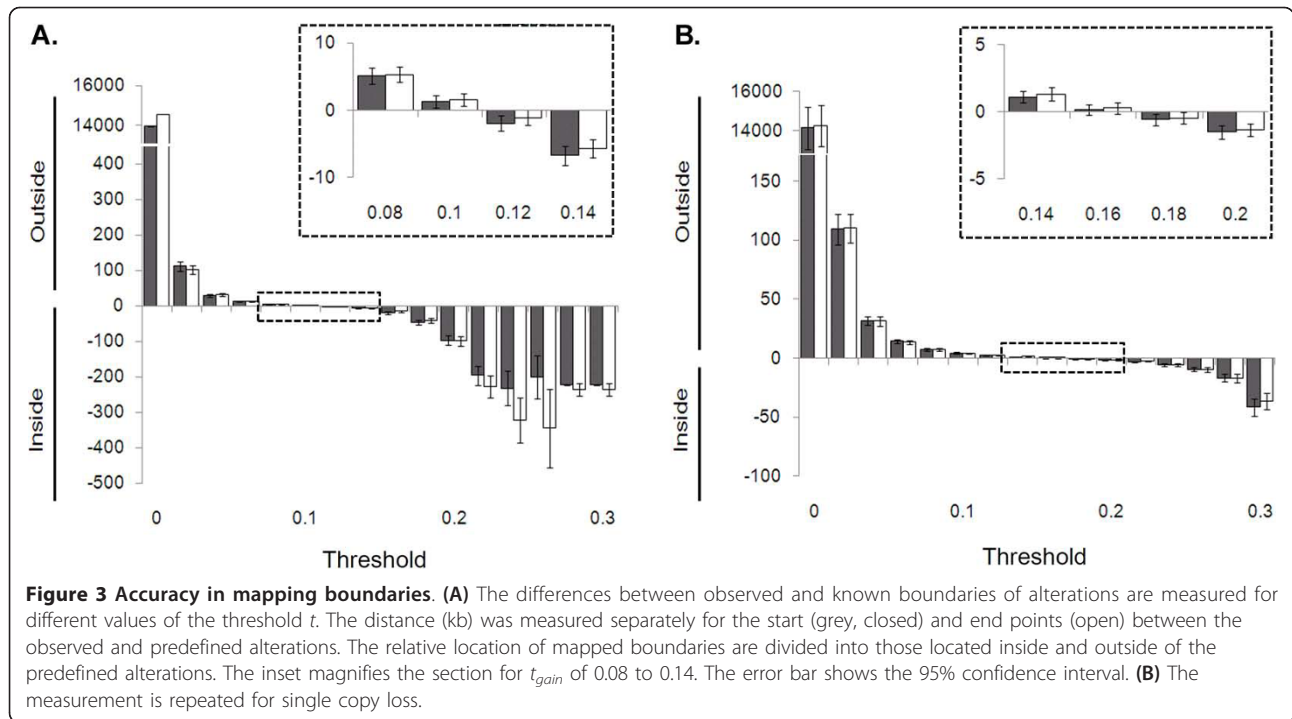 A.
16000
14000
400
300
200
100
0
-100
-200
-300
-400
-500
Outside
Inside
0 0.1 0.2 0.3
Threshold
10
0
-10
0.08 0.1 0.12 0.14
B.
16000
14000
150
100
50
0
-50
-100
Outside
Inside
0 0.1 0.2 0.3
Threshold
5
0
-5
0.14 0.16 0.18 0.2
Figure 3 Accuracy in mapping boundaries. (A) The differences between observed and known boundaries of alterations are measured for
different values of the threshold t. The distance (kb) was measured separately for the start (grey, closed) and end points (open) between the
observed and predefined alterations. The relative location of mapped boundaries are divided into those located inside and outside of the
predefined alterations. The inset magnifies the section for tgain of 0.08 to 0.14. The error bar shows the 95% confidence interval. (B) The
measurement is repeated for single copy loss.